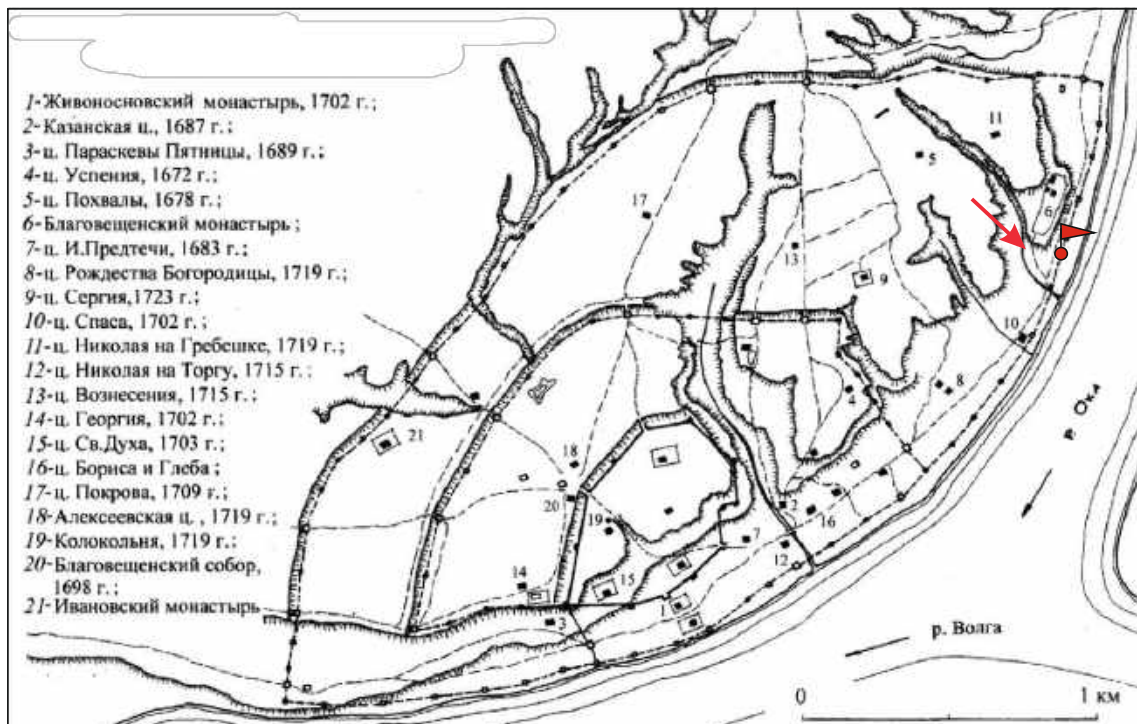 1-Живоносновский монастырь, 1702 г.;
2-Казанская ц., 1687 г.;
3-ц. Параскевы Пятницы, 1689 г.;
4-ц. Успения, 1672 г.;
5-ц. Похвалы, 1678 г.;
6-Благовещенский монастырь;
7-ц. И.Предтечи, 1683 г.;
8-ц. Рождества Богородицы, 1719 г.;
9-ц. Сергия,1723 г.;
10-ц. Спаса, 1702 г.;
11-ц. Николая на Гребешке, 1719 г.;
12-ц. Николая на Торгу, 1715 г.;
13-ц. Вознесения, 1715 г.;
14-ц. Георгия, 1702 г.;
15-ц. Св.Духа, 1703 г.;
16-ц. Бориса и Глеба;
17-ц. Покрова, 1709 г.;
18-Алексеевская ц., 1719 г.;
19-Колокольня, 1719 г.;
20-Благовещенский собор,
1698 г.;
21-Ивановский монастырь
11
5
17
6
13
9
10
8
4
21
18
20
2
19
16
7
12
14
15
1
3
р. Ока
р. Волга
0 1 км